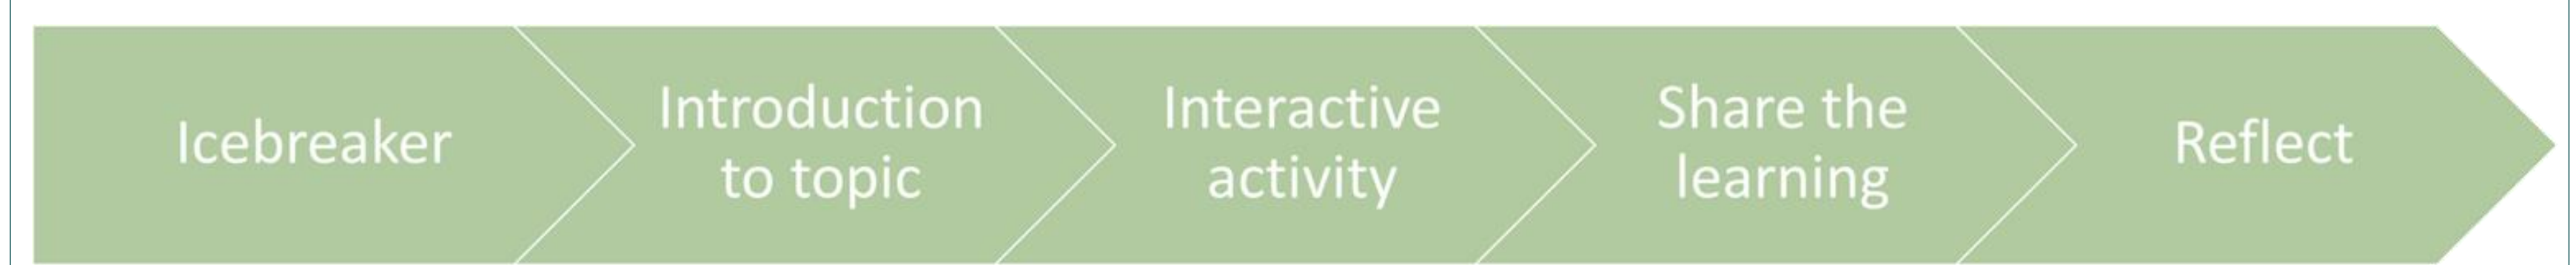 Icebreaker
Introduction
to topic
Interactive
activity
Share the
learning
Reflect